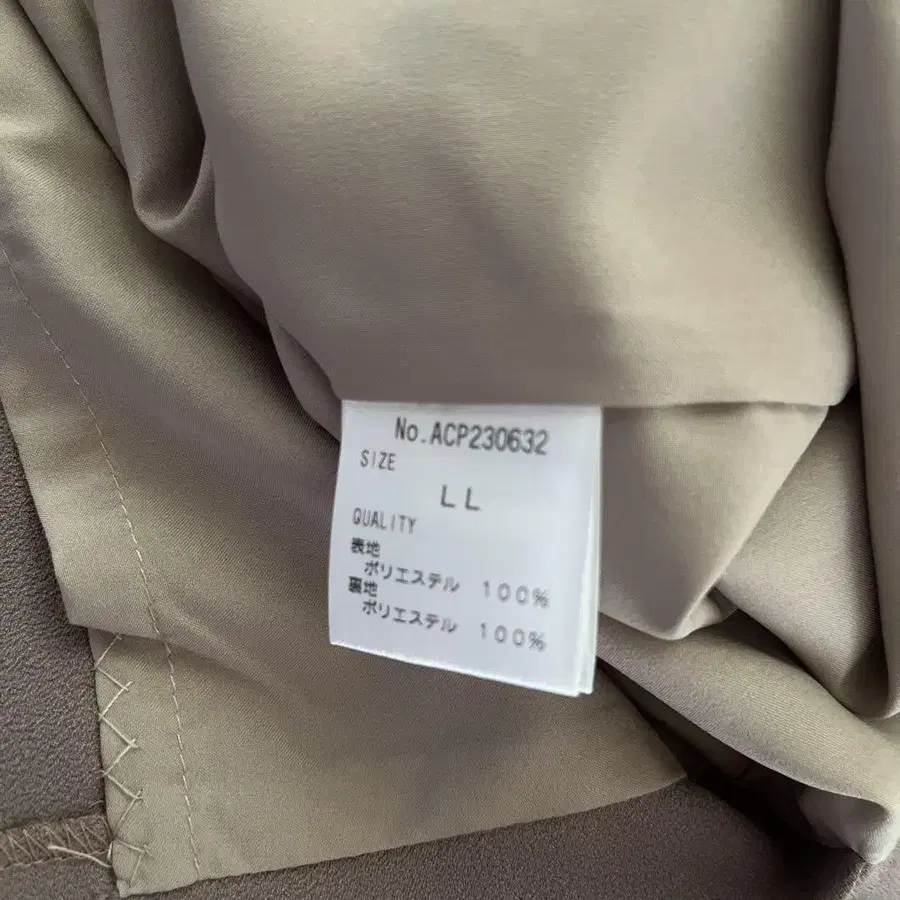 No.ACP230632
SIZE
LL
QUALITY
表地
ポリエステル 100%
裏地
ポリエステル 100%